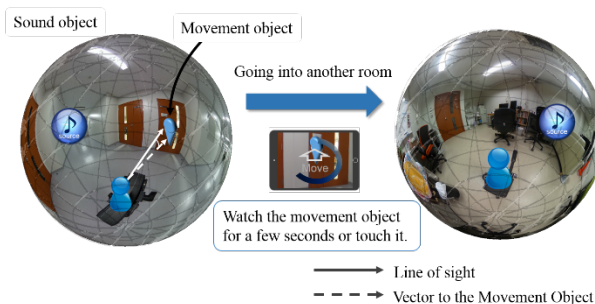 Sound object
Movement object
Going into another room
source
source
Move
Watch the movement object
for a few seconds or touch it.
Line of sight
Vector to the Movement Object